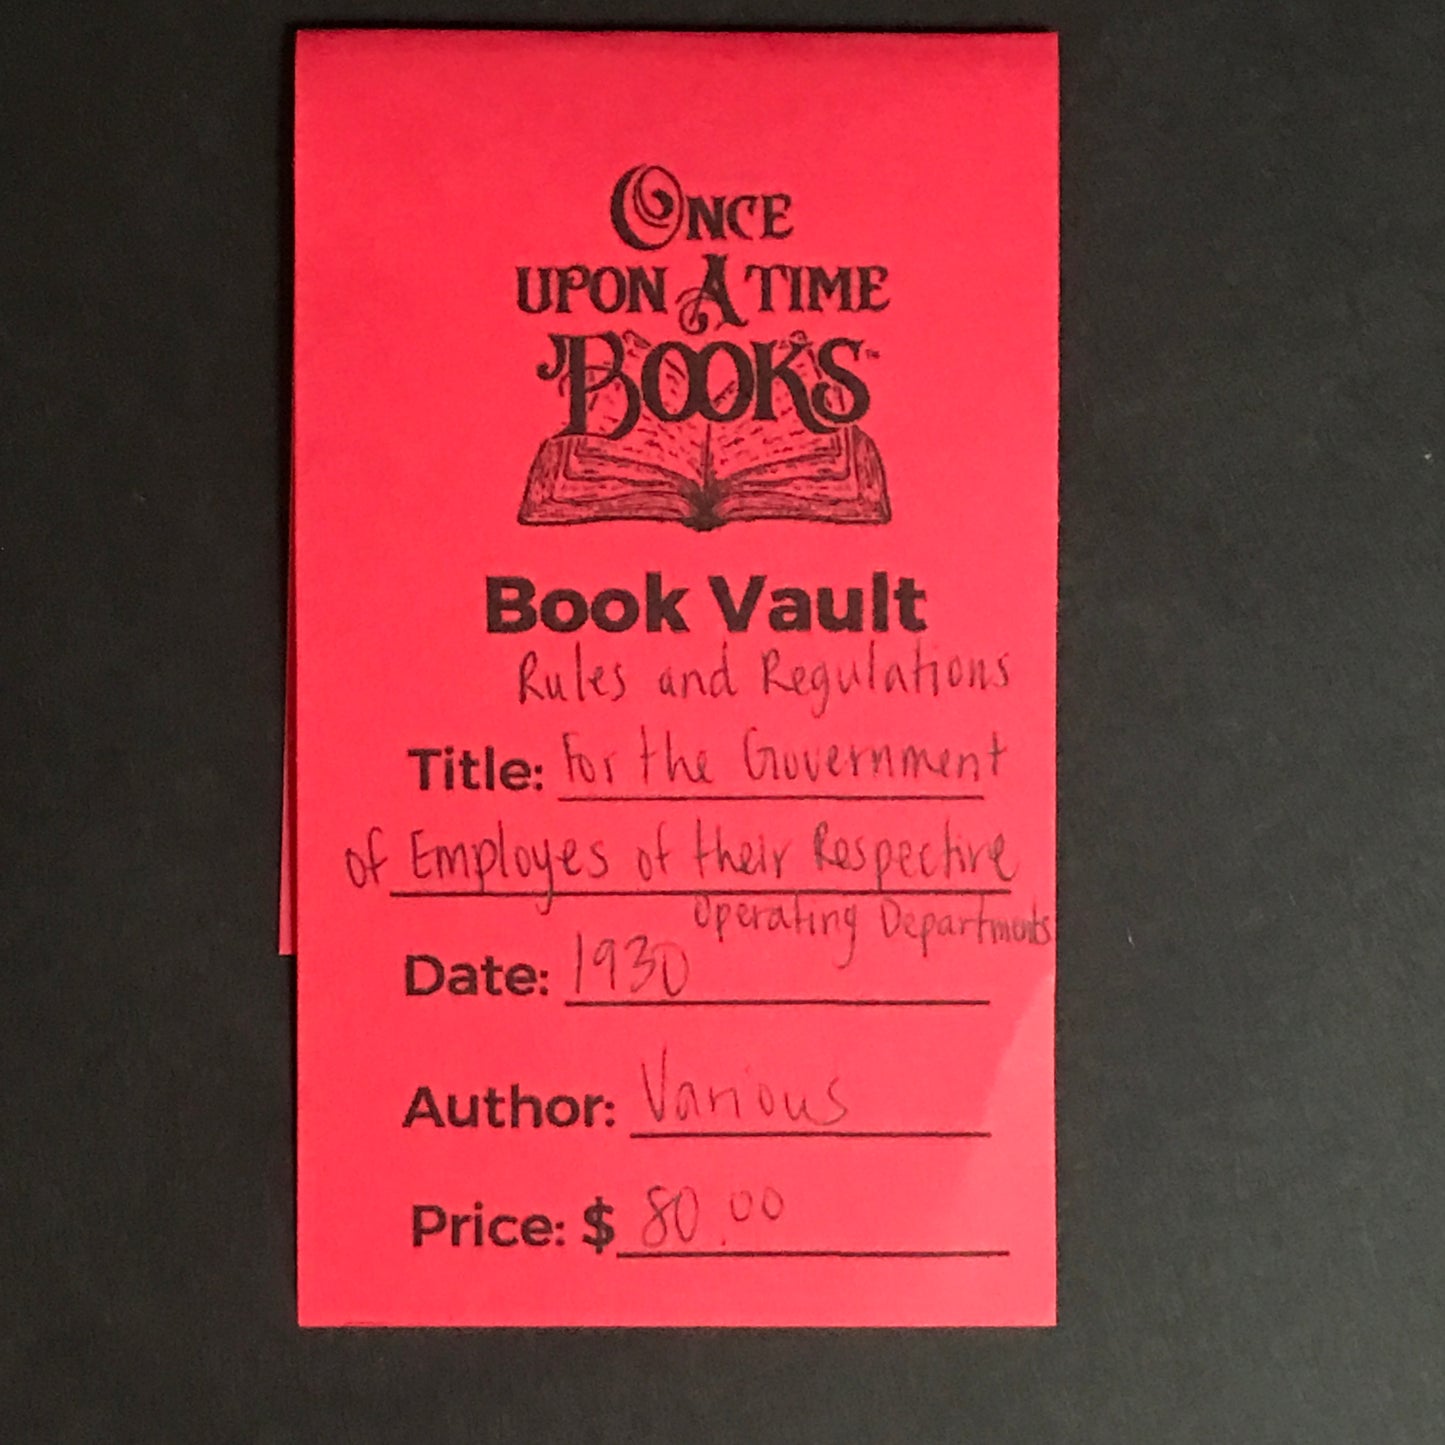 Once
upon A time
Books™
Book Vault
Rules and Regulations
Title: For the Government
of Employes of their Respective
Operating Departments
Date: 1930
Author: Various
Price: $ 80.00